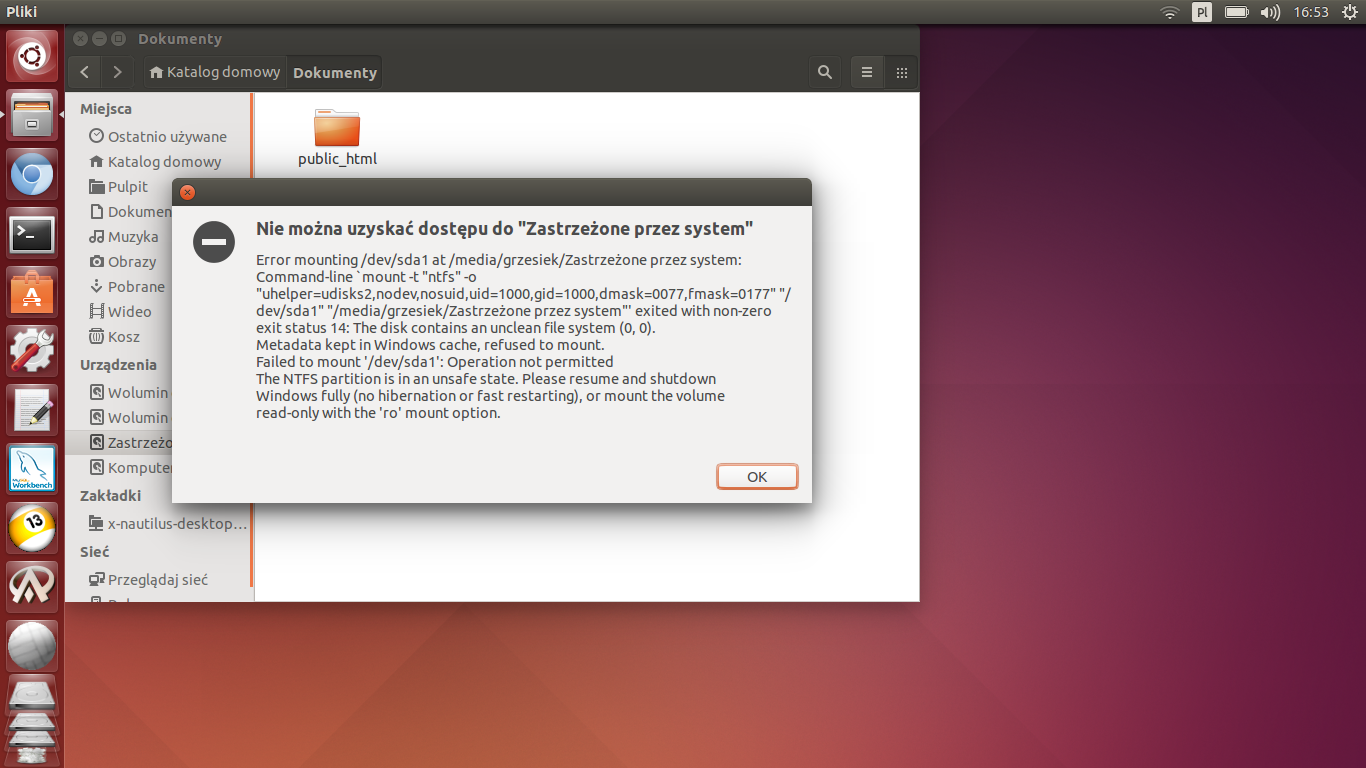 Pliki
Pl
16:53
Dokumenty
Katalog domowy
Dokumenty
Miejsca
Ostatnio używane
Katalog domowy
Pulpit
Dokumen
Muzyka
Obrazy
Pobrane
Wideo
Kosz
Urządzenia
Wolumin
Wolumin
Zastrzeżo
Komputer
Zakładki
x-nautilus-desktop…
Sieć
Przeglądaj sieć
public_html
Nie można uzyskać dostępu do "Zastrzeżone przez system"
Error mounting /dev/sda1 at /media/grzesiek/Zastrzeżone przez system:
Command-line `mount -t "ntfs" -o
"uhelper=udisks2,nodev,nosuid,uid=1000,gid=1000,dmask=0077,fmask=0177" "/
dev/sda1" "/media/grzesiek/Zastrzeżone przez system"' exited with non-zero
exit status 14: The disk contains an unclean file system (0, 0).
Metadata kept in Windows cache, refused to mount.
Failed to mount '/dev/sda1': Operation not permitted
The NTFS partition is in an unsafe state. Please resume and shutdown
Windows fully (no hibernation or fast restarting), or mount the volume
read-only with the 'ro' mount option.
OK
Workbench
13